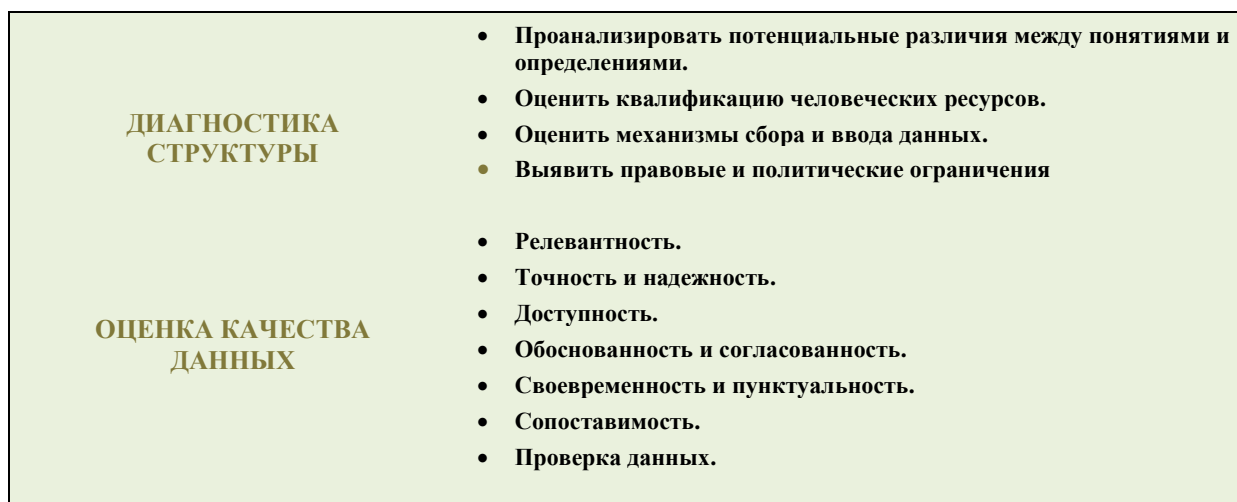 ДИАГНОСТИКА
СТРУКТУРЫ
• Проанализировать потенциальные различия между понятиями и
определениями.
• Оценить квалификацию человеческих ресурсов.
• Оценить механизмы сбора и ввода данных.
• Выявить правовые и политические ограничения
ОЦЕНКА КАЧЕСТВА
ДАННЫХ
• Релевантность.
• Точность и надежность.
• Доступность.
• Обоснованность и согласованность.
• Своевременность и пунктуальность.
• Сопоставимость.
• Проверка данных.